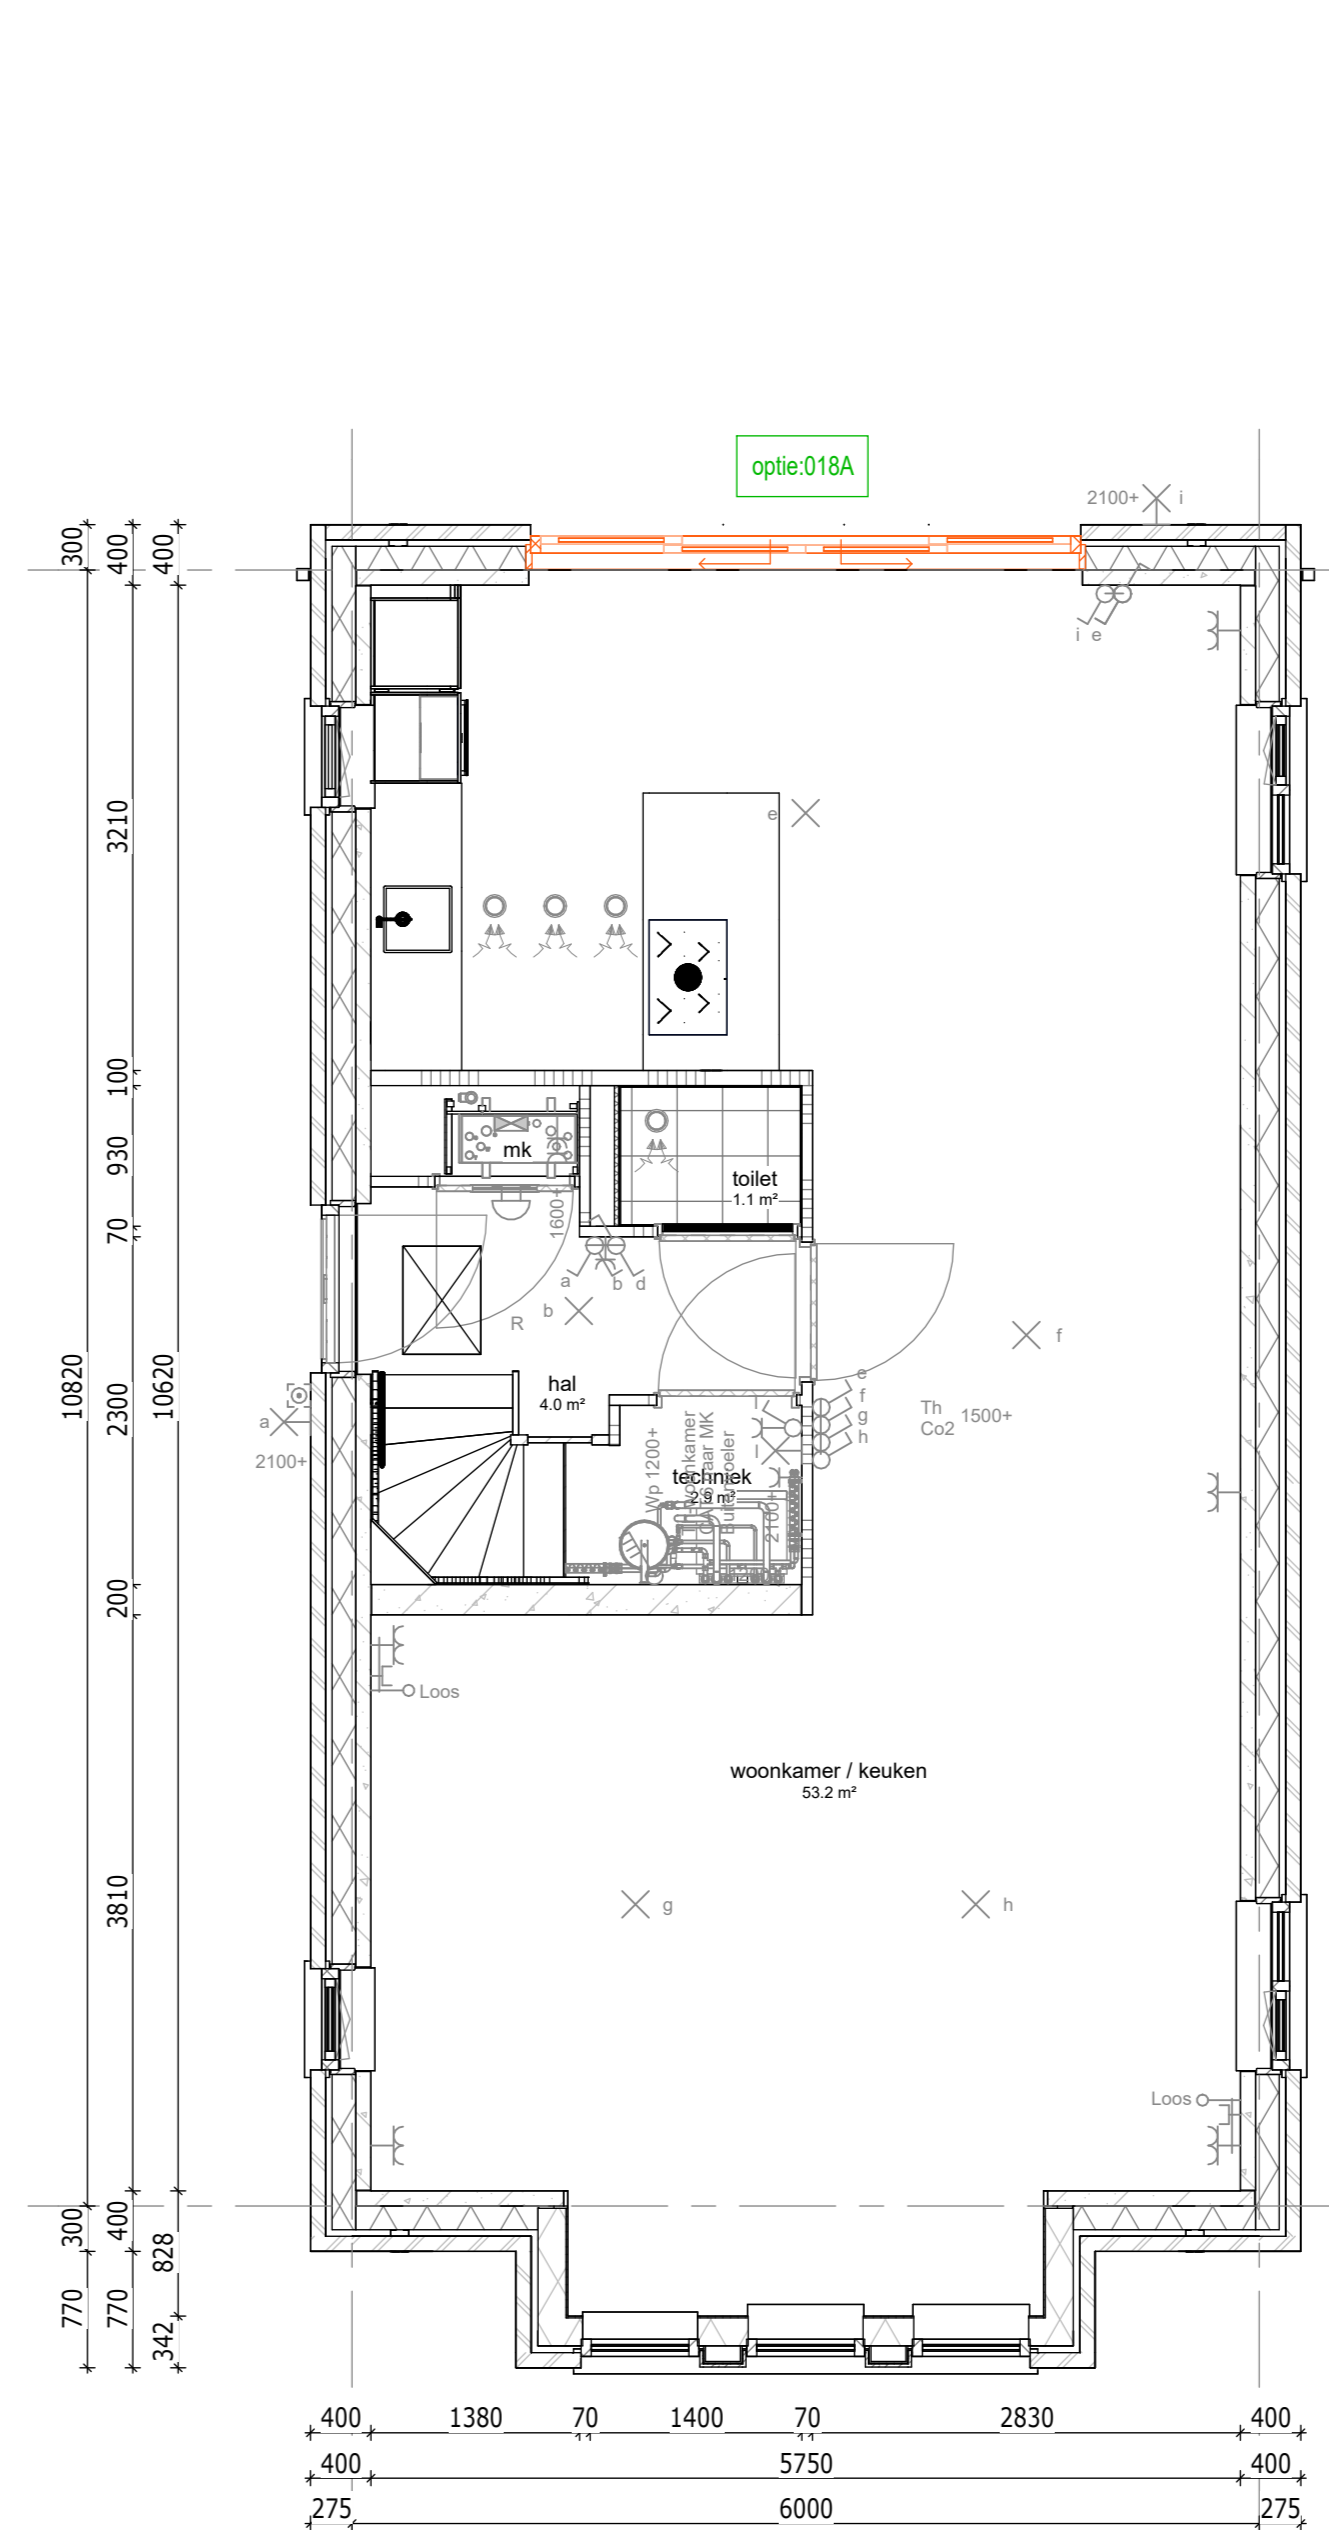 optie:018A
2100+
i
300
400
400
i
e
3210
e
100
930
mk
toilet
1.1 m²
1600+
70
a
b
d
b
R
f
10820
2300
10620
hal
4.0 m²
e
f
g
h
Th
Co2
1500+
a
2100+
Wp 1200+
techniek
2.9 m²
2100+
200
Loos
woonkamer / keuken
53.2 m²
3810
g
h
Loos
300
400
828
770
770
342
400
1380
70
1400
70
2830
400
400
5750
400
275
6000
275